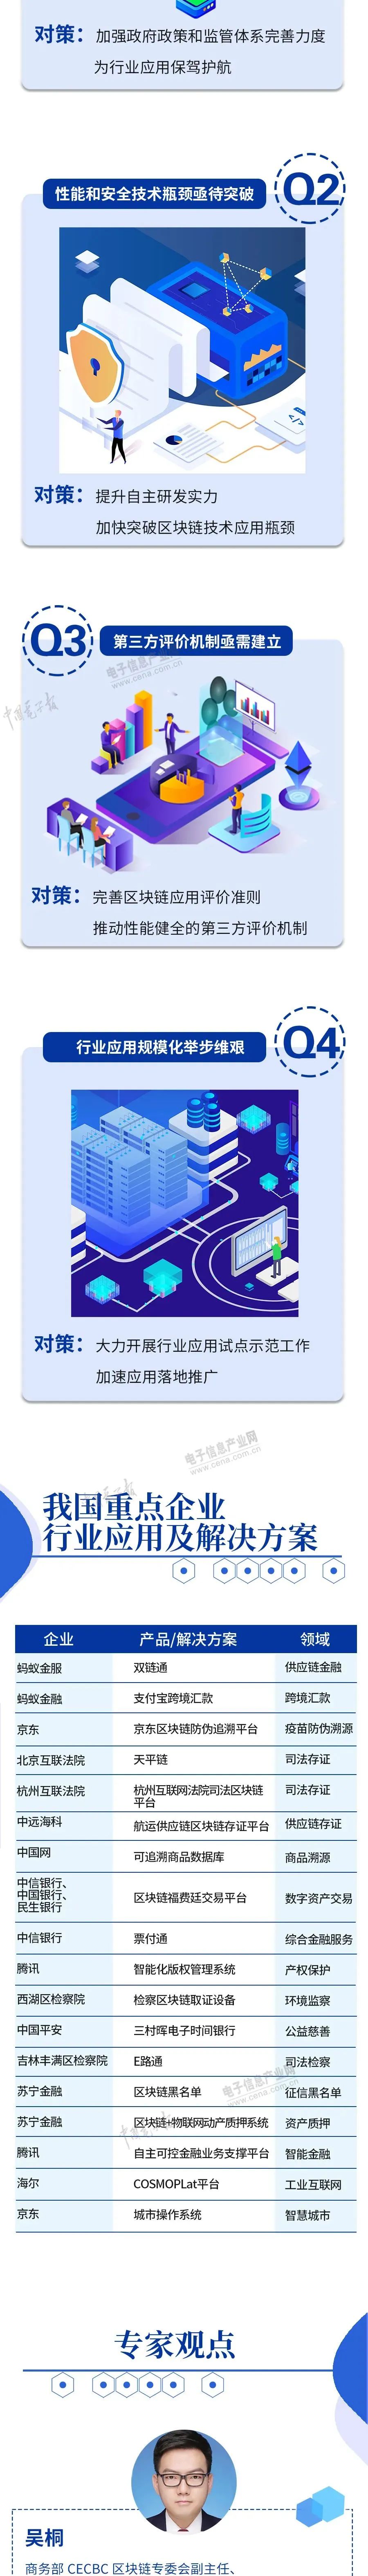 对策：加强政府政策和监管体系完善力度
为行业应用保驾护航
Q2
性能和安全技术瓶颈亟待突破
对策：提升自主研发实力
加快突破区块链技术应用瓶颈
Q3
第三方评价机制亟需建立
电子信息产业网
www.cena.com.cn
中国电子报
对策：完善区块链应用评价准则
推动性能健全的第三方评价机制
Q4
行业应用规模化举步维艰
对策：大力开展行业应用试点示范工作
加速应用落地推广
电子信息产业网
www.cena.com.cn
我国重点企业
行业应用及解决方案
企业 产品/解决方案 领域
蚂蚁金服 双链通 供应链金融
蚂蚁金融 支付宝跨境汇款 跨境汇款
京东 京东区块链防伪追溯平台 疫苗防伪溯源
北京互联法院 天平链 司法存证
杭州互联法院 杭州互联网法院司法区块链
平台 司法存证
中远海科 航运供应链区块链存证平台 供应链存证
中国网 可追溯商品数据库 商品溯源
中信银行、
中国银行、
民生银行 区块链福费廷交易平台 数字资产交易
中信银行 票付通 综合金融服务
腾讯 智能化版权管理系统 产权保护
西湖区检察院 检察区块链取证设备 环境监察
中国平安 三村晖电子时间银行 公益慈善
吉林丰满区检察院 E路通 司法检察
苏宁金融 区块链黑名单 征信黑名单
电子信息产业网
www.cena.com.cn
苏宁金融 区块链+物联网动产质押系统 资产质押
腾讯 自主可控金融业务支撑平台 智能金融
海尔 COSMOPLat平台 工业互联网
京东 城市操作系统 智慧城市
专家观点
吴桐
商务部 CECBC 区块链专委会副主任、